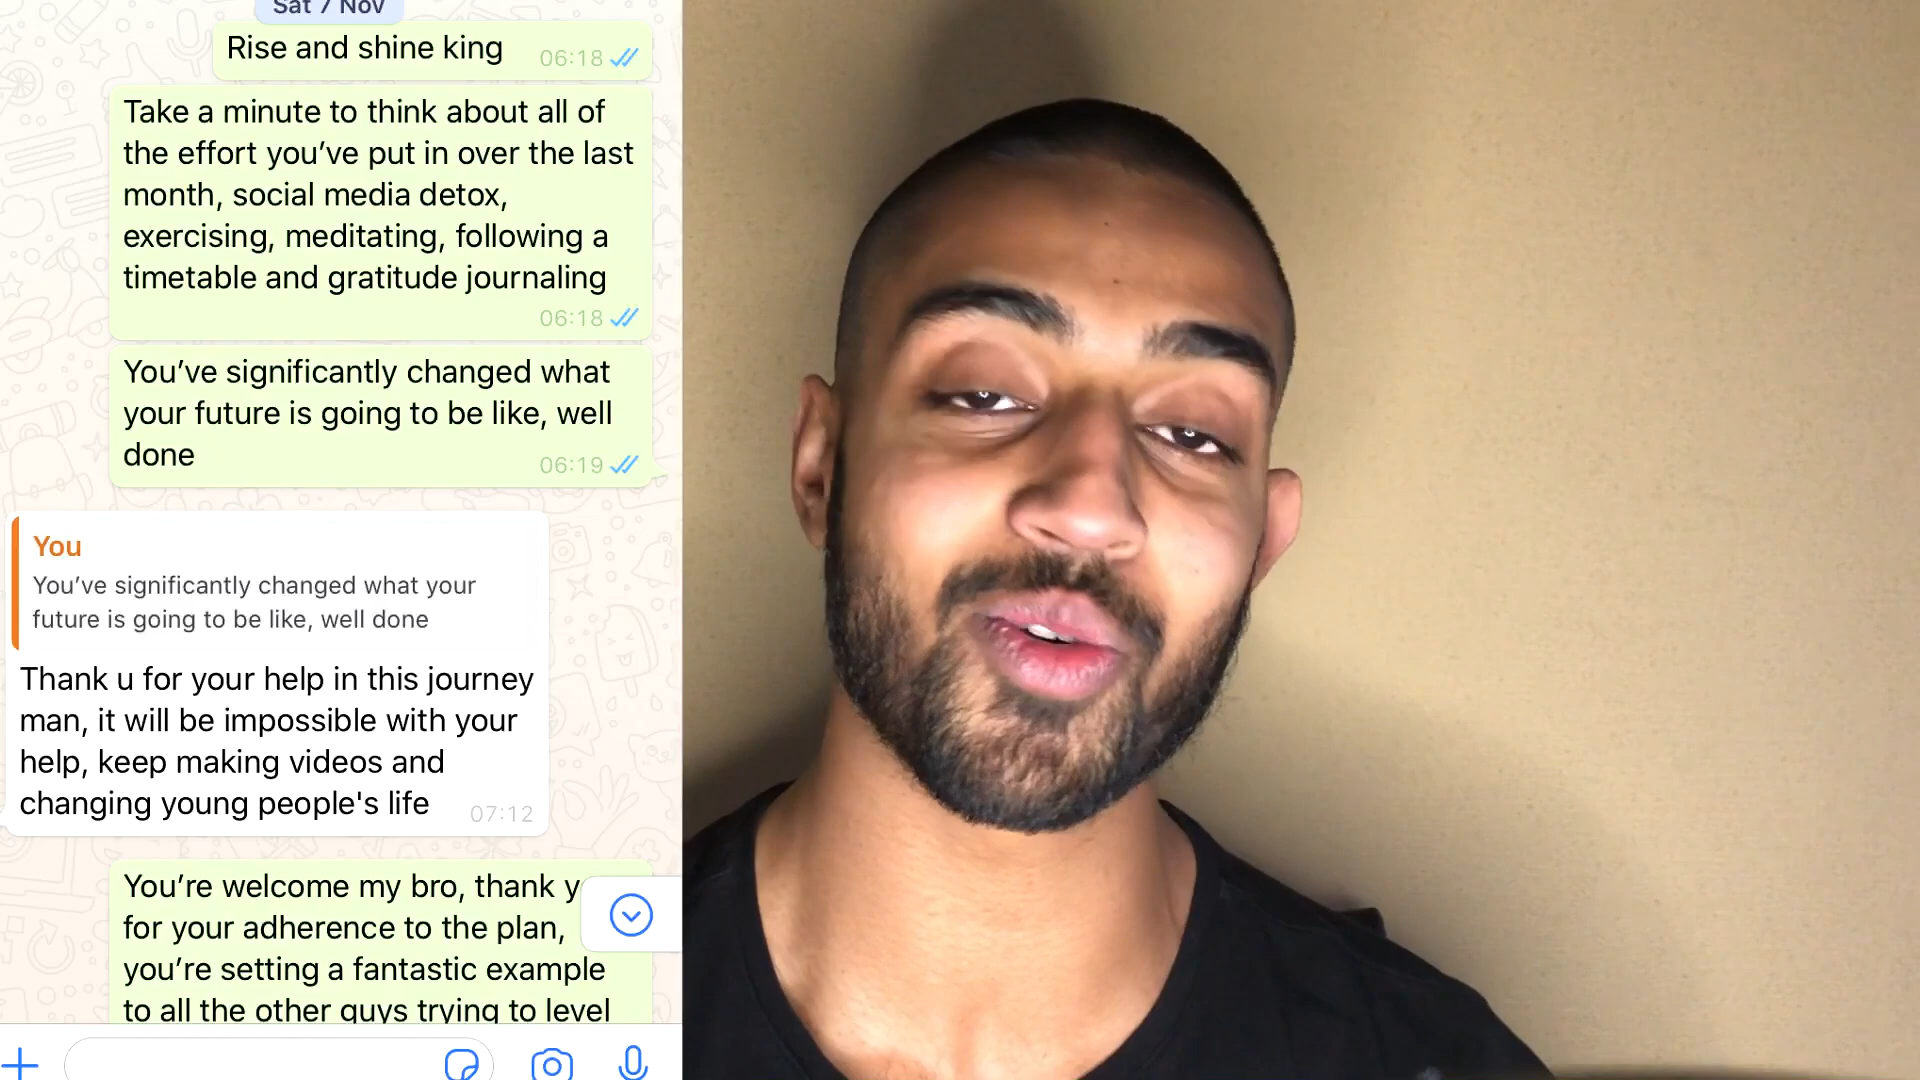 Sat 7 Nov
Rise and shine king
06:18
Take a minute to think about all of
the effort you’ve put in over the last
month, social media detox,
exercising, meditating, following a
timetable and gratitude journaling
06:18
You’ve significantly changed what
your future is going to be like, well
done
06:19
You
You’ve significantly changed what your
future is going to be like, well done
Thank u for your help in this journey
man, it will be impossible with your
help, keep making videos and
changing young people's life
07:12
You’re welcome my bro, thank y
for your adherence to the plan,
you’re setting a fantastic example
to all the other guys trying to level